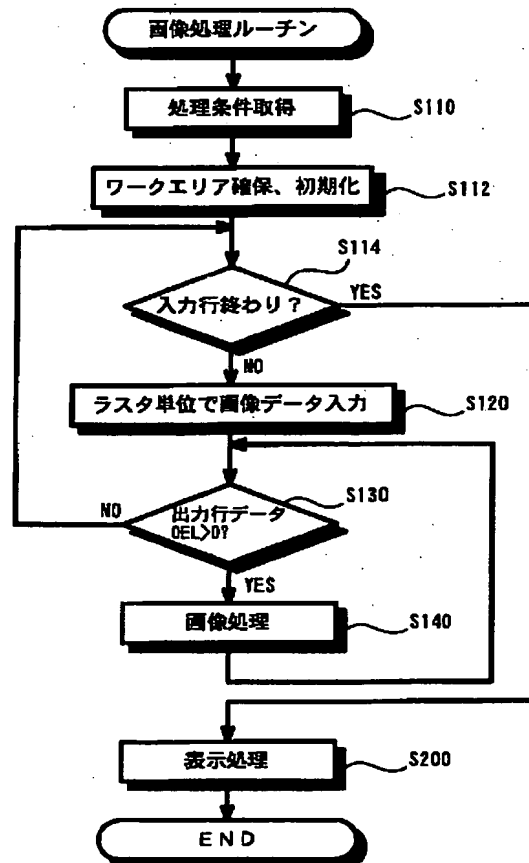 画像処理ルーチン
処理条件取得
S110
ワークエリア確保、初期化
S112
S114
入力行終わり？
YES
NO
ラスタ単位で画像データ入力
S120
S130
NO
出力行データ
OEL>0?
YES
画像処理
S140
表示処理
S200
END